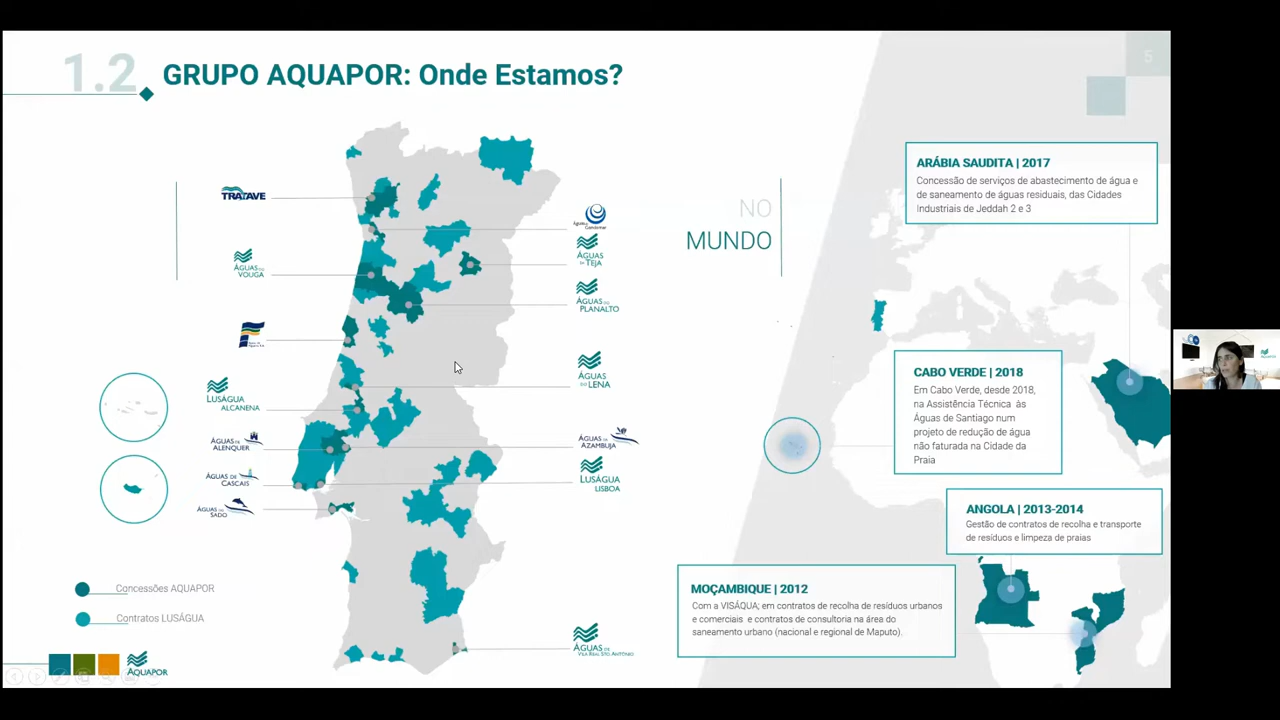 1.2
GRUPO AQUAPOR: Onde Estamos?
5
TRATAVE
ÁGUAS DO
VOUGA
LUSÁGUA
ALCANENA
ÁGUAS DE
ALENQUER
ÁGUAS DE
CASCAIS
ÁGUAS DO
SADO
Águas de
Gondomar
ÁGUAS
DA TEJA
ÁGUAS DO
PLANALTO
ÁGUAS
DO LENA
ÁGUAS DA
AZAMBUJA
LUSÁGUA
LISBOA
ÁGUAS DE
VILA REAL STO. ANTÓNIO
Concessões AQUAPOR
Contratos LUSÁGUA
AQUAPOR
NO
MUNDO
ARÁBIA SAUDITA | 2017
Concessão de serviços de abastecimento de água e
de saneamento de águas residuais, das Cidades
Industriais de Jeddah 2 e 3
CABO VERDE | 2018
Em Cabo Verde, desde 2018,
na Assistência Técnica às
Águas de Santiago num
projeto de redução de água
não faturada na Cidade da
Praia
ANGOLA | 2013-2014
Gestão de contratos de recolha e transporte
de resíduos e limpeza de praias
MOÇAMBIQUE | 2012
Com a VISÁQUA; em contratos de recolha de resíduos urbanos
e comerciais e contratos de consultoria na área do
saneamento urbano (nacional e regional de Maputo).